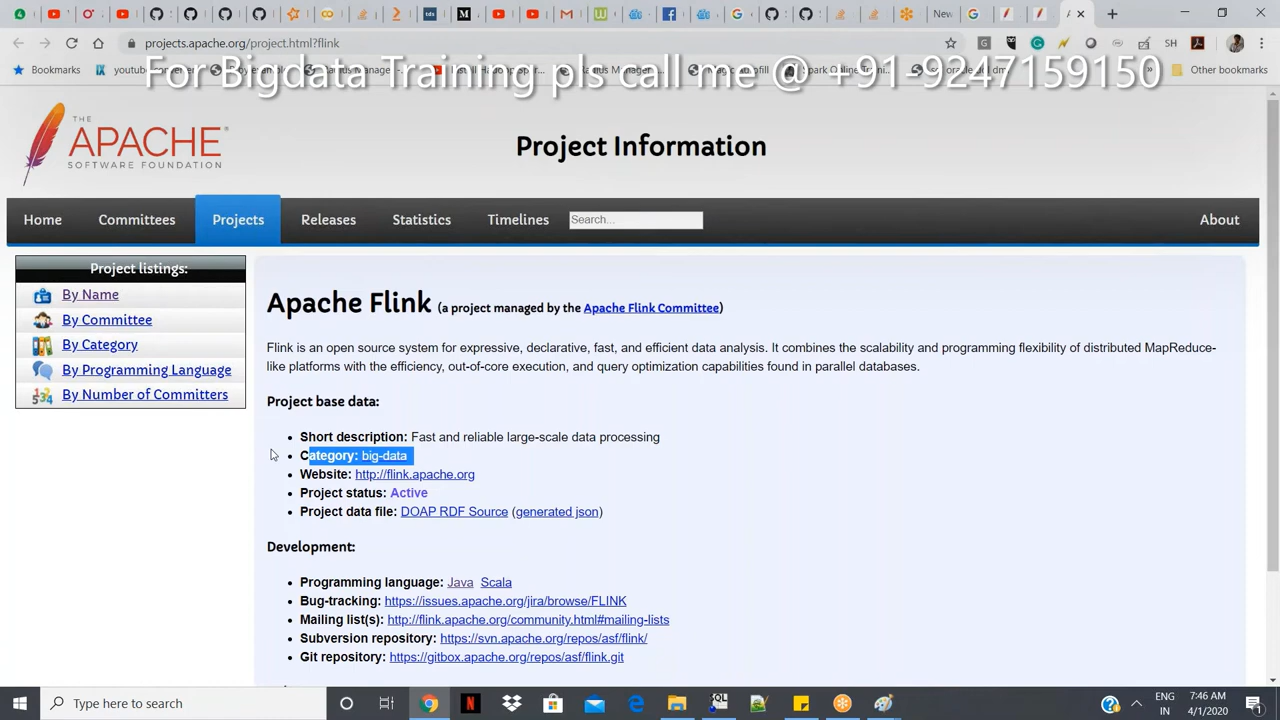 New
projects.apache.org/project.html?flink
Bookmarks
Other bookmarks
For Bigdata Training pls call me @ +91-9247159150
THE
APACHE
SOFTWARE FOUNDATION
Project Information
Home Committees Projects Releases Statistics Timelines Search... About
Project listings:
By Name
By Committee
By Category
By Programming Language
By Number of Committers
Apache Flink (a project managed by the Apache Flink Committee)
Flink is an open source system for expressive, declarative, fast, and efficient data analysis. It combines the scalability and programming flexibility of distributed MapReduce-
like platforms with the efficiency, out-of-core execution, and query optimization capabilities found in parallel databases.
Project base data:
Short description: Fast and reliable large-scale data processing
Category: big-data
Website: http://flink.apache.org
Project status: Active
Project data file: DOAP RDF Source (generated json)
Development:
Programming language: Java Scala
Bug-tracking: https://issues.apache.org/jira/browse/FLINK
Mailing list(s): http://flink.apache.org/community.html#mailing-lists
Subversion repository: https://svn.apache.org/repos/asf/flink/
Git repository: https://gitbox.apache.org/repos/asf/flink.git
Type here to search
ENG
IN
7:46 AM
4/1/2020